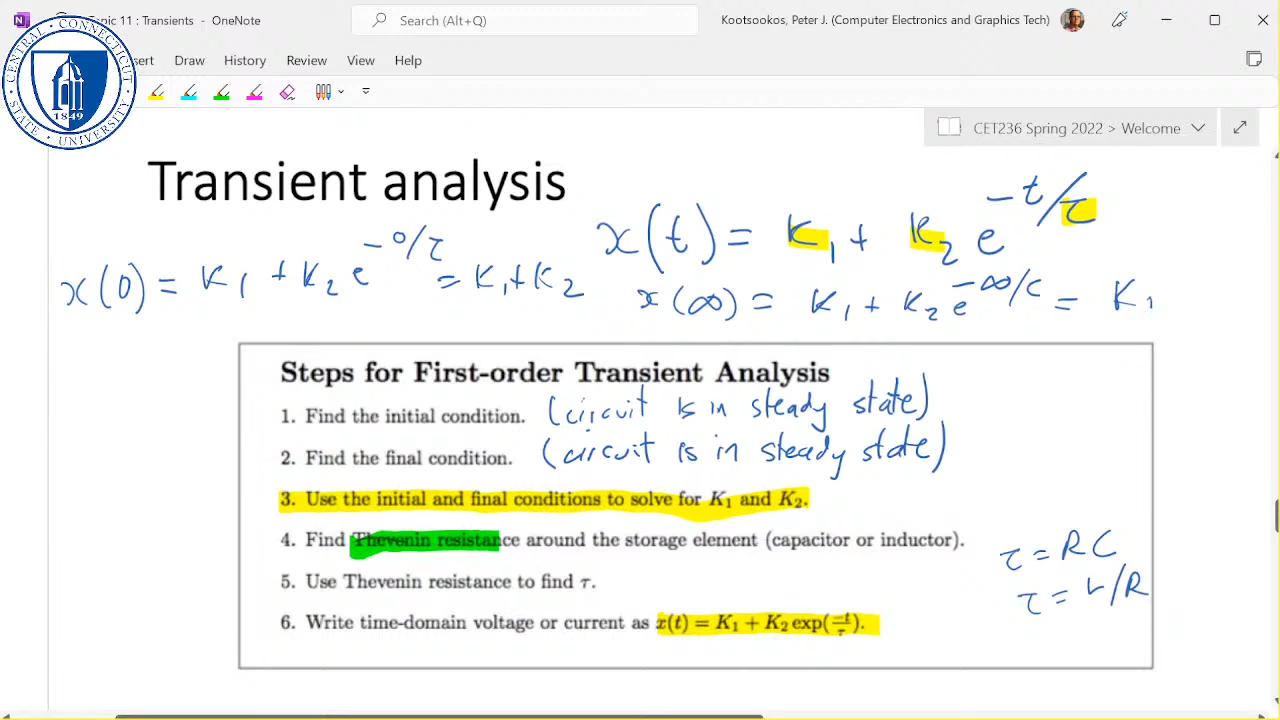 Topic 11 : Transients - OneNote
Search (Alt+Q)
Kootsookos, Peter J. (Computer Electronics and Graphics Tech)
Draw History Review View Help
CENTRAL CONNECTICUT STATE UNIVERSITY
1849
CET236 Spring 2022 > Welcome
Transient analysis
x(t) = K₁ + K₂ e^(-t/τ)
x(0) = K₁ + K₂ e^(-0/τ) = K₁ + K₂
x(∞) = K₁ + K₂ e^(-∞/τ) = K₁
Steps for First-order Transient Analysis
1. Find the initial condition. (circuit is in steady state)
2. Find the final condition. (circuit is in steady state)
3. Use the initial and final conditions to solve for K₁ and K₂.
4. Find Thevenin resistance around the storage element (capacitor or inductor).
5. Use Thevenin resistance to find τ.
6. Write time-domain voltage or current as x(t) = K₁ + K₂ exp(-t/τ).
τ = RC
τ = L/R